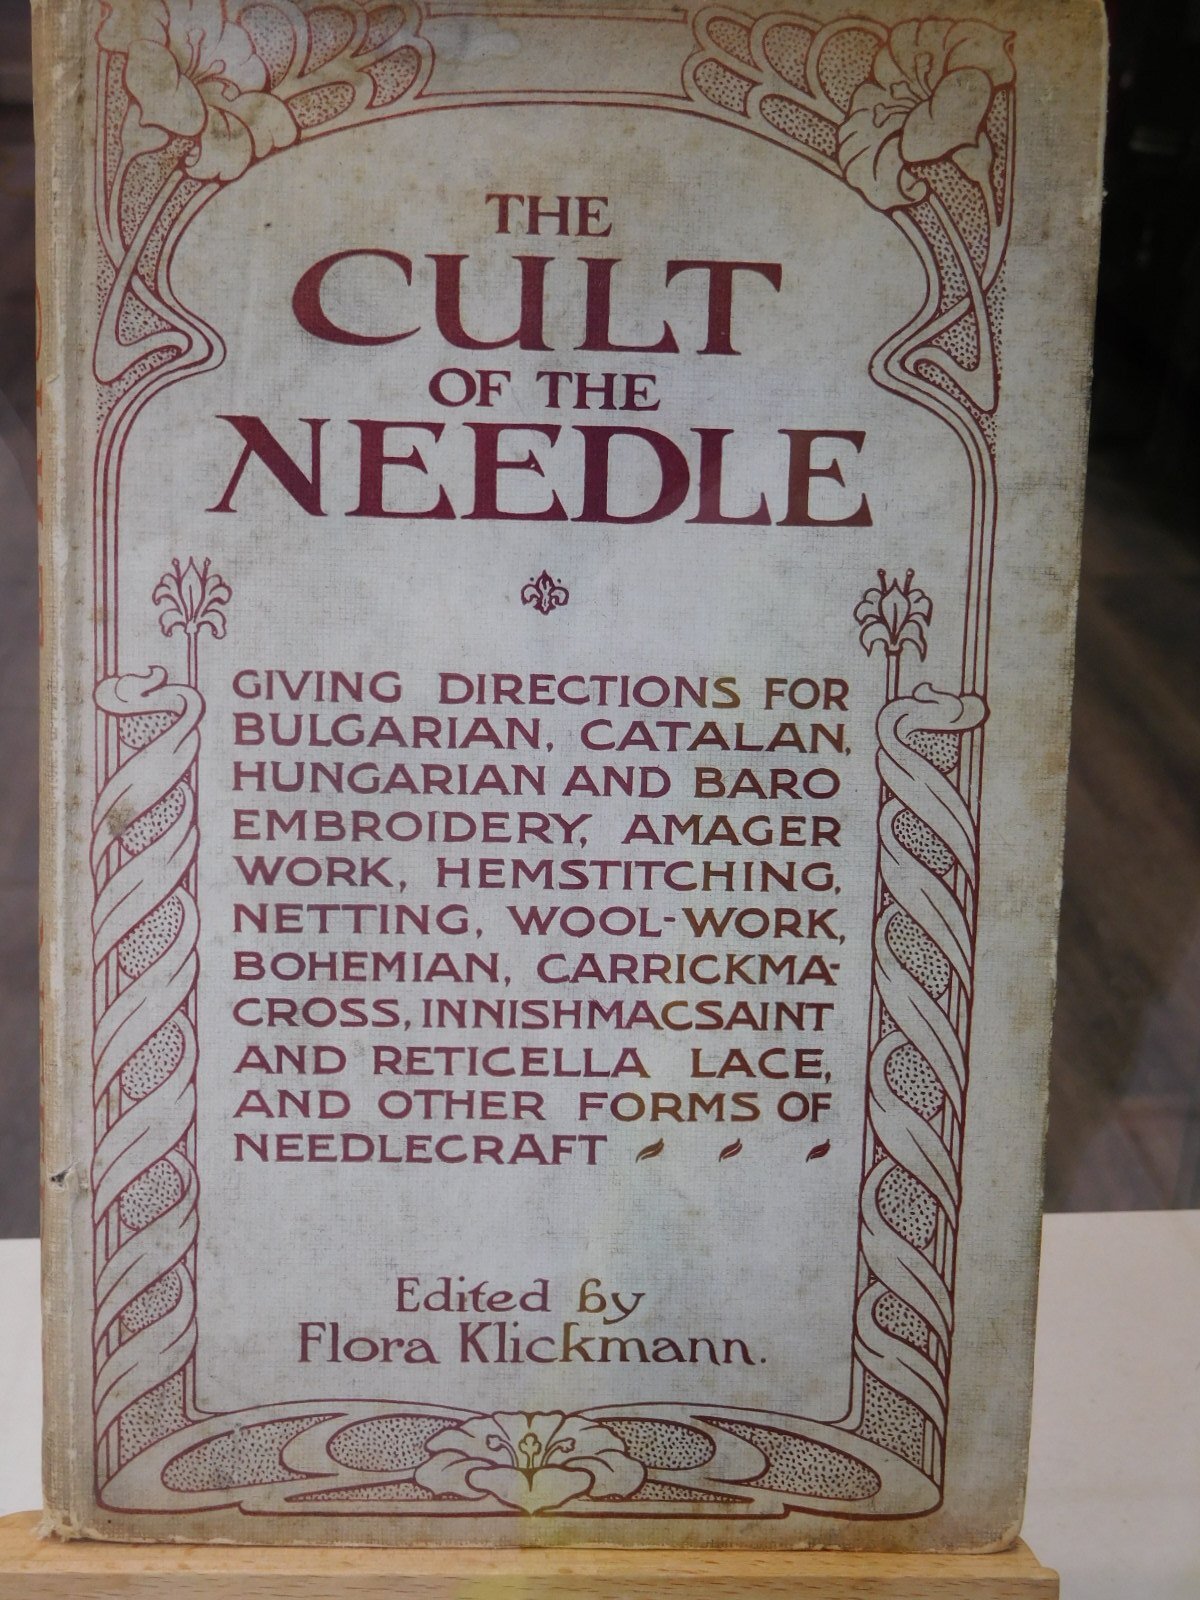 THE
CULT
OF THE
NEEDLE
GIVING DIRECTIONS FOR
BULGARIAN, CATALAN,
HUNGARIAN AND BARO
EMBROIDERY, AMAGER
WORK, HEMSTITCHING,
NETTING, WOOL-WORK,
BOHEMIAN, CARRICKMA-
CROSS, INNISHMACSAINT
AND RETICELLA LACE,
AND OTHER FORMS OF
NEEDLECRAFT
Edited by
Flora Klickmann.